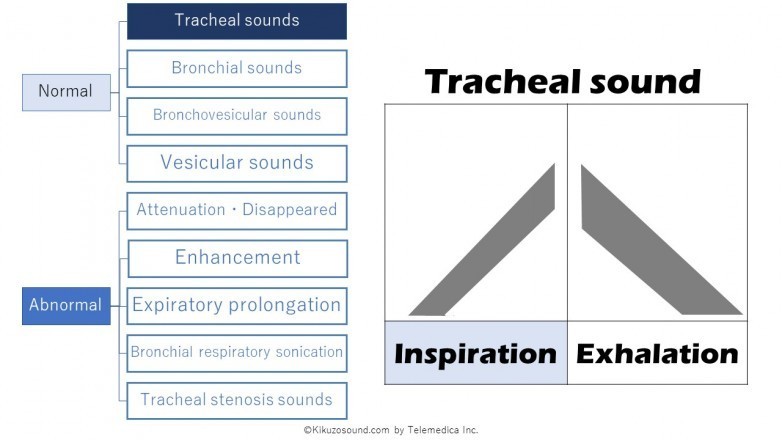 Tracheal sounds
Bronchial sounds
Normal
Bronchovesicular sounds
Vesicular sounds
Attenuation・Disappeared
Enhancement
Abnormal
Expiratory prolongation
Bronchial respiratory sonication
Tracheal stenosis sounds
Tracheal sound
Inspiration
Exhalation
©Kikuzosound.com by Telemedica Inc.